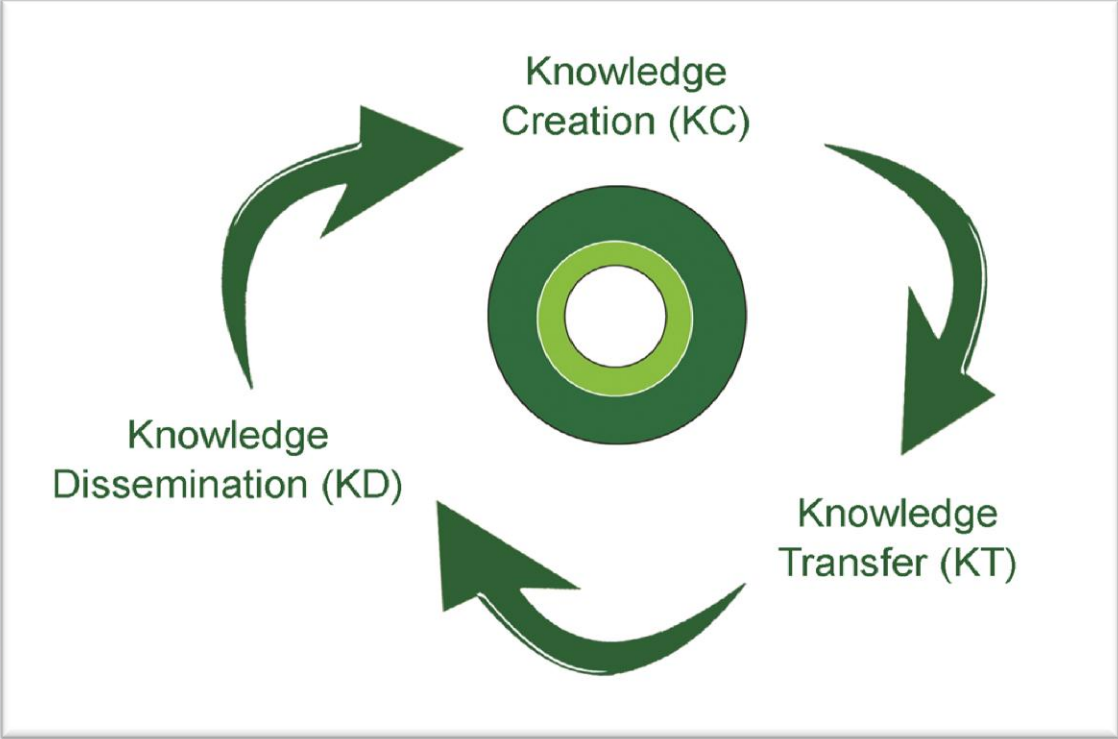 Knowledge
Creation (KC)
Knowledge
Transfer (KT)
Knowledge
Dissemination (KD)